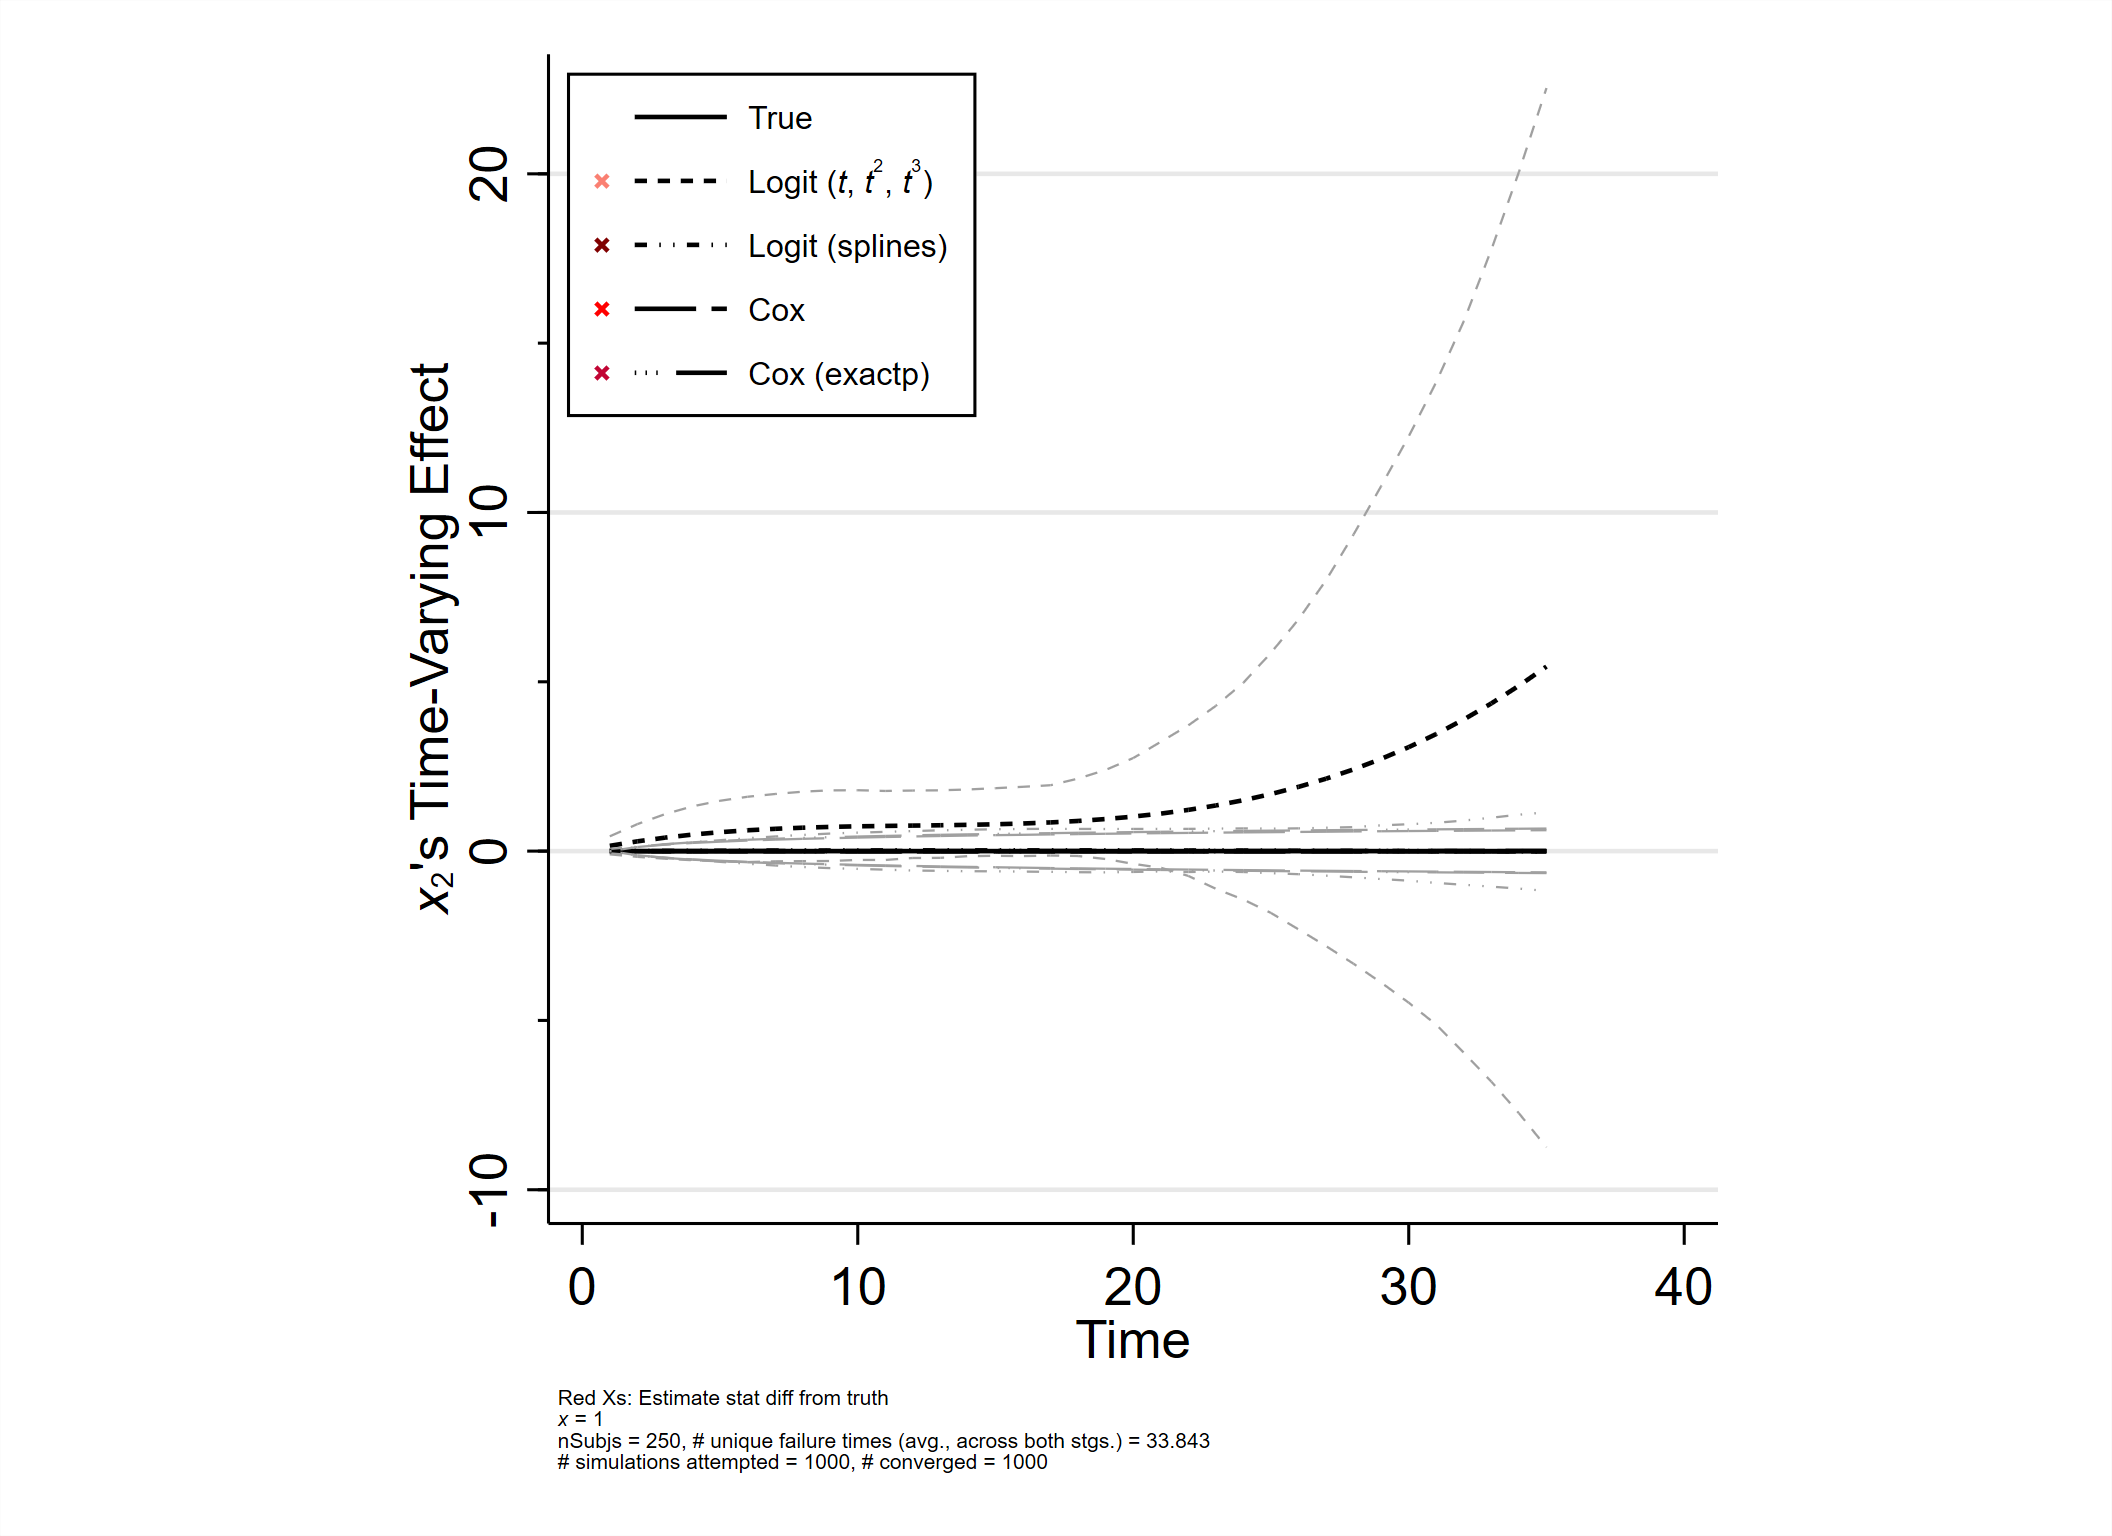 True
Logit (t, t², t³)
Logit (splines)
Cox
Cox (exactp)
x₂'s Time-Varying Effect
20
10
0
-10
0 10 20 30 40
Time
Red Xs: Estimate stat diff from truth
x = 1
nSubjs = 250, # unique failure times (avg., across both stgs.) = 33.843
# simulations attempted = 1000, # converged = 1000